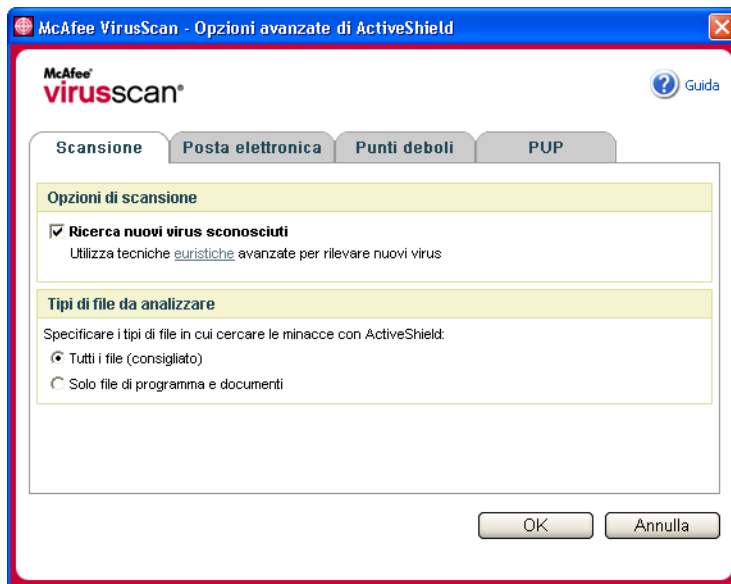 McAfee VirusScan - Opzioni avanzate di ActiveShield
McAfee®
virusscan®
Guida
Scansione
Posta elettronica
Punti deboli
PUP
Opzioni di scansione
Ricerca nuovi virus sconosciuti
Utilizza tecniche euristiche avanzate per rilevare nuovi virus
Tipi di file da analizzare
Specificare i tipi di file in cui cercare le minacce con ActiveShield:
Tutti i file (consigliato)
Solo file di programma e documenti
OK
Annulla